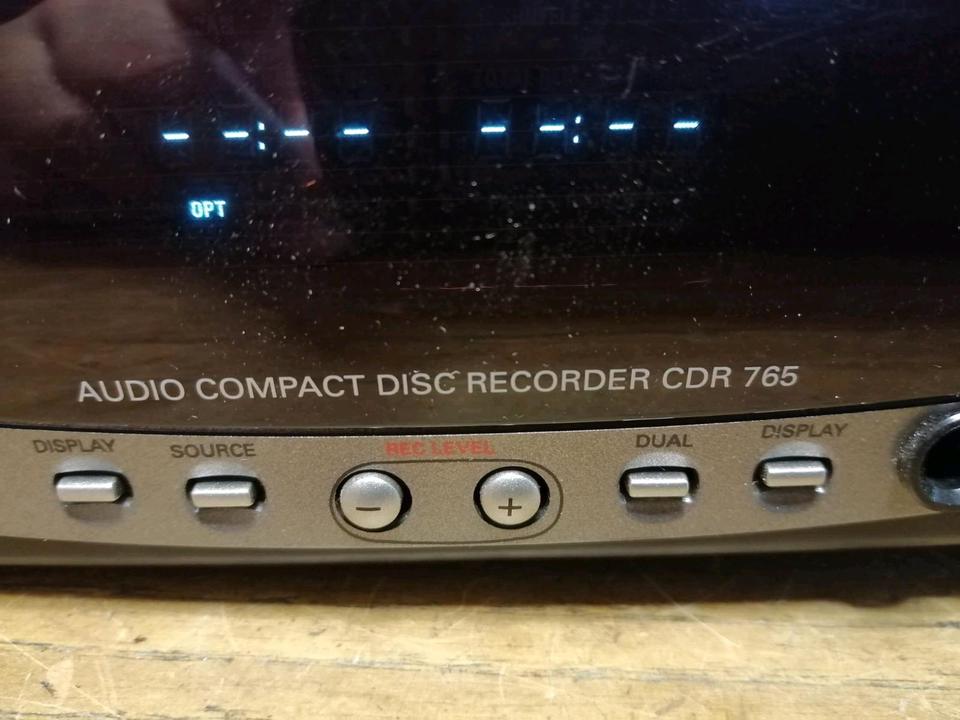 --:-- --:--
OPT
AUDIO COMPACT DISC RECORDER CDR 765
DISPLAY SOURCE REC LEVEL DUAL DISPLAY
- +